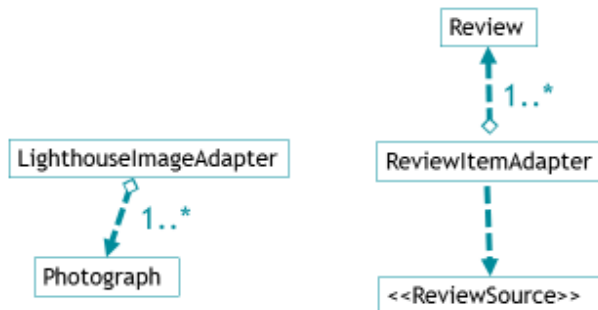 Review
1..*
LighthouseImageAdapter
ReviewItemAdapter
1..*
Photograph
<<ReviewSource>>